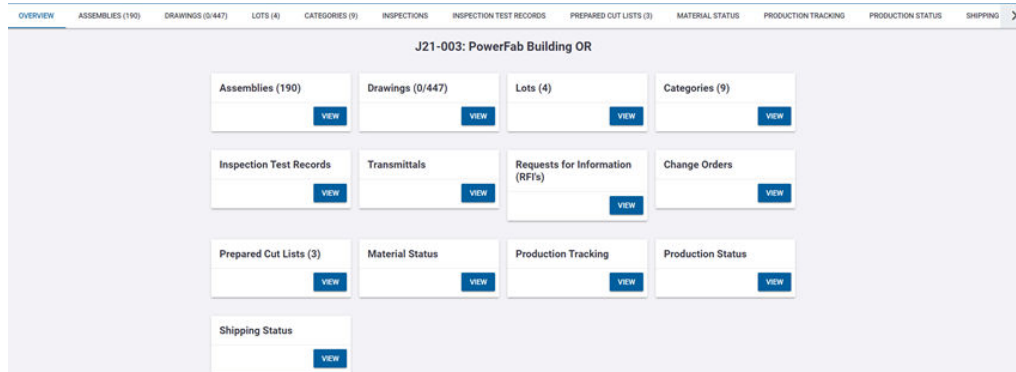 OVERVIEW ASSEMBLIES (190) DRAWINGS (0/447) LOTS (4) CATEGORIES (9) INSPECTIONS INSPECTION TEST RECORDS PREPARED CUT LISTS (3) MATERIAL STATUS PRODUCTION TRACKING PRODUCTION STATUS SHIPPING
J21-003: PowerFab Building OR
Assemblies (190)
VIEW
Drawings (0/447)
VIEW
Lots (4)
VIEW
Categories (9)
VIEW
Inspection Test Records
VIEW
Transmittals
VIEW
Requests for Information
(RFI's)
VIEW
Change Orders
VIEW
Prepared Cut Lists (3)
VIEW
Material Status
VIEW
Production Tracking
VIEW
Production Status
VIEW
Shipping Status
VIEW